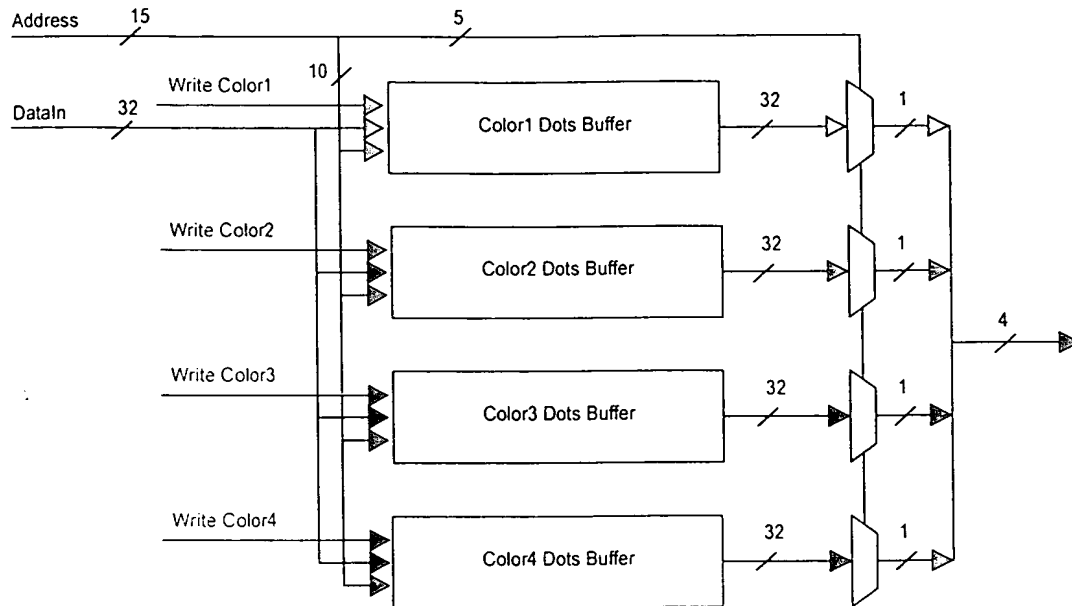 Address 15 5
10
Write Color1
DataIn 32
Color1 Dots Buffer 32 1
Write Color2
Color2 Dots Buffer 32 1
4
Write Color3
Color3 Dots Buffer 32 1
Write Color4
Color4 Dots Buffer 32 1